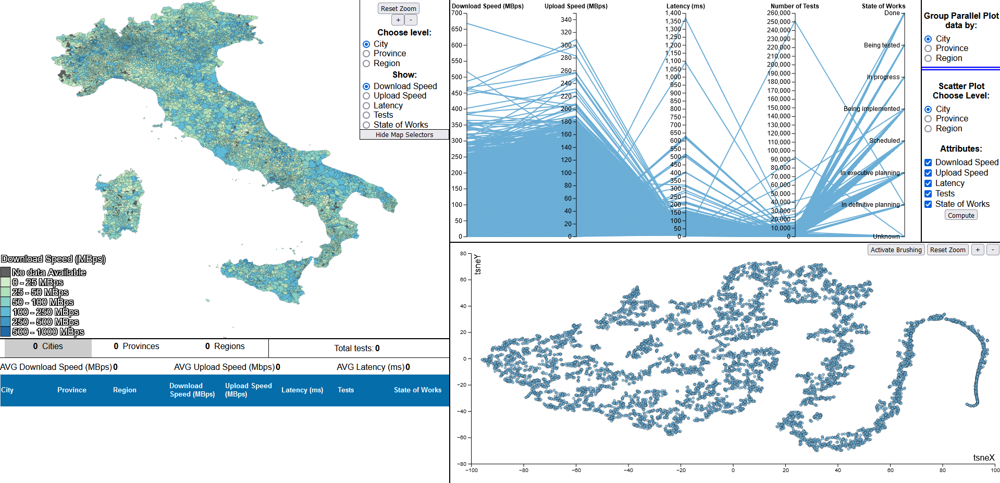 Reset Zoom
+ -
Choose level:
City
Province
Region
Show:
Download Speed
Upload Speed
Latency
Tests
State of Works
Hide Map Selectors
Download Speed (MBps)
No data Available
0 - 25 MBps
25 - 50 MBps
50 - 100 MBps
100 - 250 MBps
250 - 500 MBps
500 - 1000 MBps
0 Cities 0 Provinces 0 Regions Total tests: 0
AVG Download Speed (MBps) 0 AVG Upload Speed (Mbps) 0 AVG Latency (ms) 0
City Province Region Download Speed (MBps) Upload Speed (MBps) Latency (ms) Tests State of Works
Download Speed (MBps)
700
650
600
550
500
450
400
350
300
250
200
150
100
50
0
Upload Speed (MBps)
340
320
300
280
260
240
220
200
180
160
140
120
100
80
60
40
20
0
Latency (ms)
1,400
1,350
1,300
1,250
1,200
1,150
1,100
1,050
1,000
950
900
850
800
750
700
650
600
550
500
450
400
350
300
250
200
150
100
50
0
Number of Tests
260,000
250,000
240,000
230,000
220,000
210,000
200,000
190,000
180,000
170,000
160,000
150,000
140,000
130,000
120,000
110,000
100,000
90,000
80,000
70,000
60,000
50,000
40,000
30,000
20,000
10,000
0
State of Works
Done
Being tested
In progress
Being implemented
Scheduled
In executive planning
In definitive planning
Unknown
Group Parallel Plot
data by:
City
Province
Region
Scatter Plot
Choose Level:
City
Province
Region
Attributes:
Download Speed
Upload Speed
Latency
Tests
State of Works
Compute
Activate Brushing Reset Zoom + -
tsneY
80
60
40
20
0
−20
−40
−60
−80
tsneX
−100 −80 −60 −40 −20 0 20 40 60 80 100